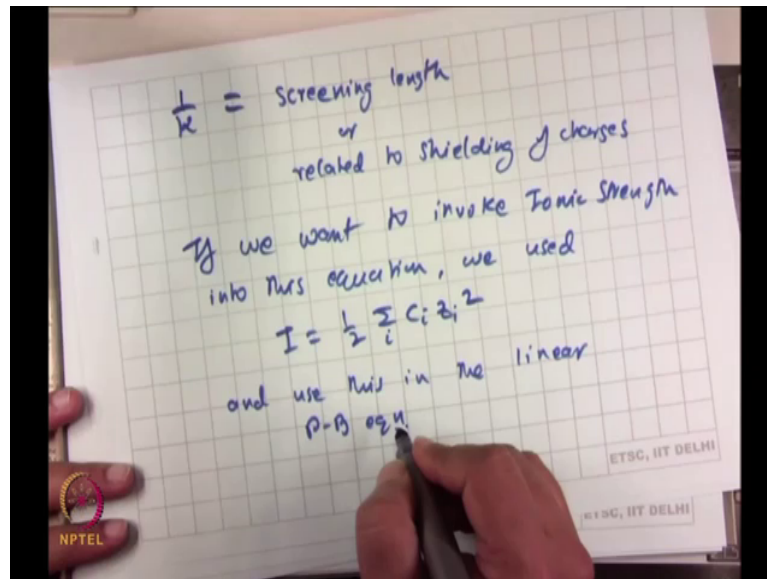 1/κ = screening length
or
related to shielding of charges
If we want to invoke Ionic Strength
into this equation, we used
I = 1/2 Σ_i C_i z_i^2
and use this in the linear
P-B eqn.
ETSC, IIT DELHI
ETSC, IIT DELHI
NPTEL